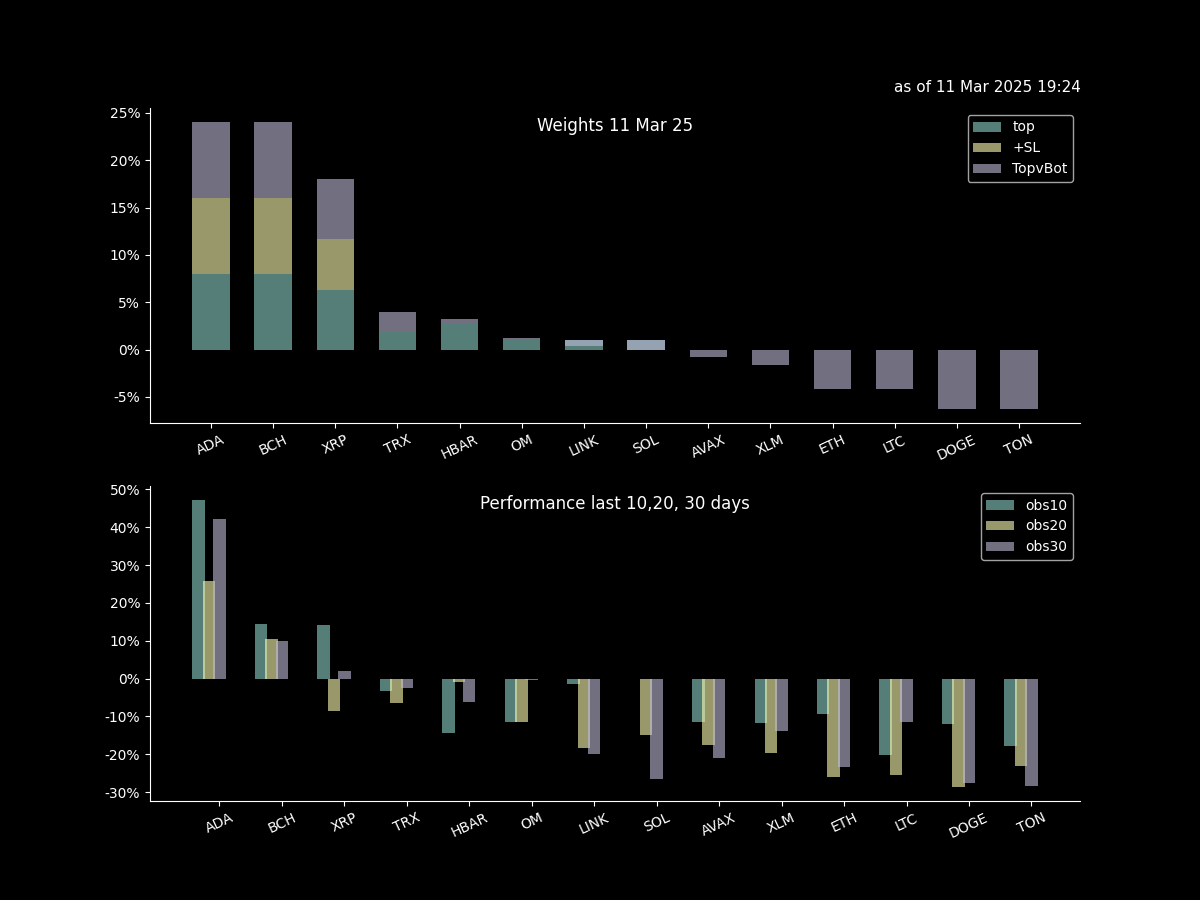 as of 11 Mar 2025 19:24
Weights 11 Mar 25
top
+SL
TopvBot
25%
20%
15%
10%
5%
0%
-5%
ADA BCH XRP TRX HBAR OM LINK SOL AVAX XLM ETH LTC DOGE TON
Performance last 10,20, 30 days
obs10
obs20
obs30
50%
40%
30%
20%
10%
0%
-10%
-20%
-30%
ADA BCH XRP TRX HBAR OM LINK SOL AVAX XLM ETH LTC DOGE TON